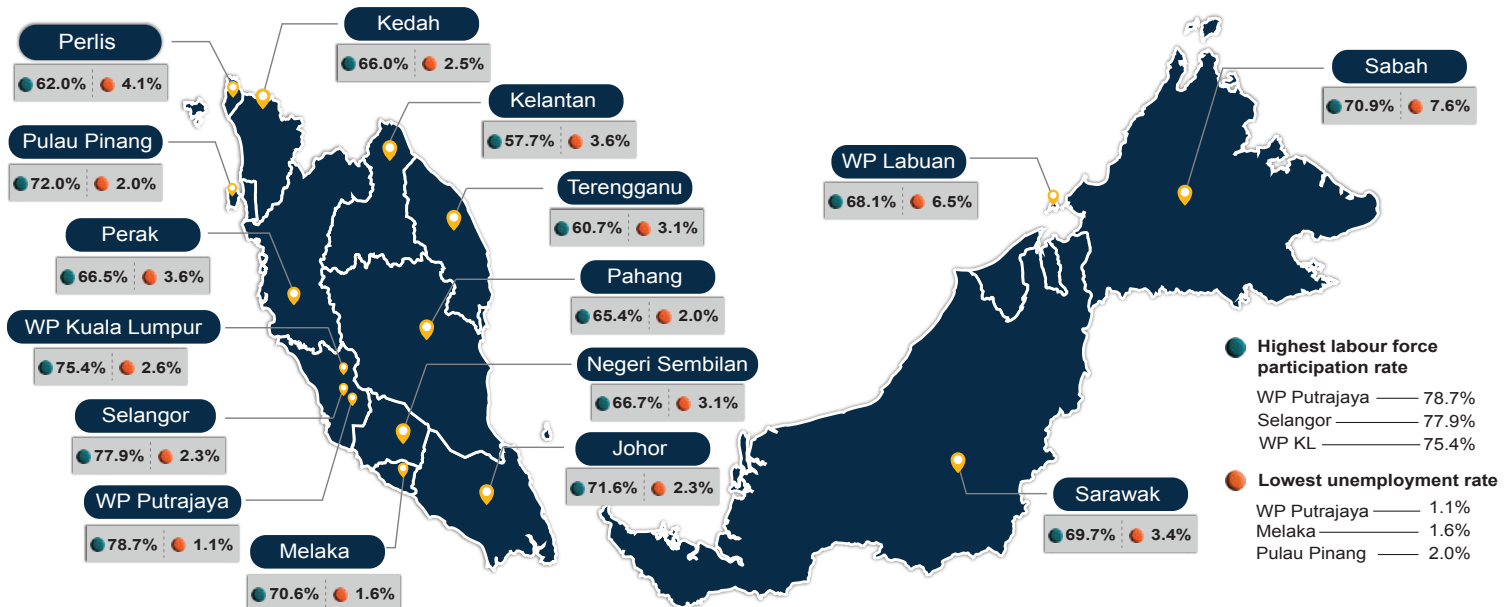 Kedah
66.0% 2.5%
Perlis
62.0% 4.1%
Kelantan
57.7% 3.6%
Pulau Pinang
72.0% 2.0%
Terengganu
60.7% 3.1%
Perak
66.5% 3.6%
Pahang
65.4% 2.0%
WP Kuala Lumpur
75.4% 2.6%
Negeri Sembilan
66.7% 3.1%
Selangor
77.9% 2.3%
Johor
71.6% 2.3%
WP Putrajaya
78.7% 1.1%
Melaka
70.6% 1.6%
Sabah
70.9% 7.6%
WP Labuan
68.1% 6.5%
Sarawak
69.7% 3.4%
Highest labour force
participation rate
WP Putrajaya 78.7%
Selangor 77.9%
WP KL 75.4%
Lowest unemployment rate
WP Putrajaya 1.1%
Melaka 1.6%
Pulau Pinang 2.0%